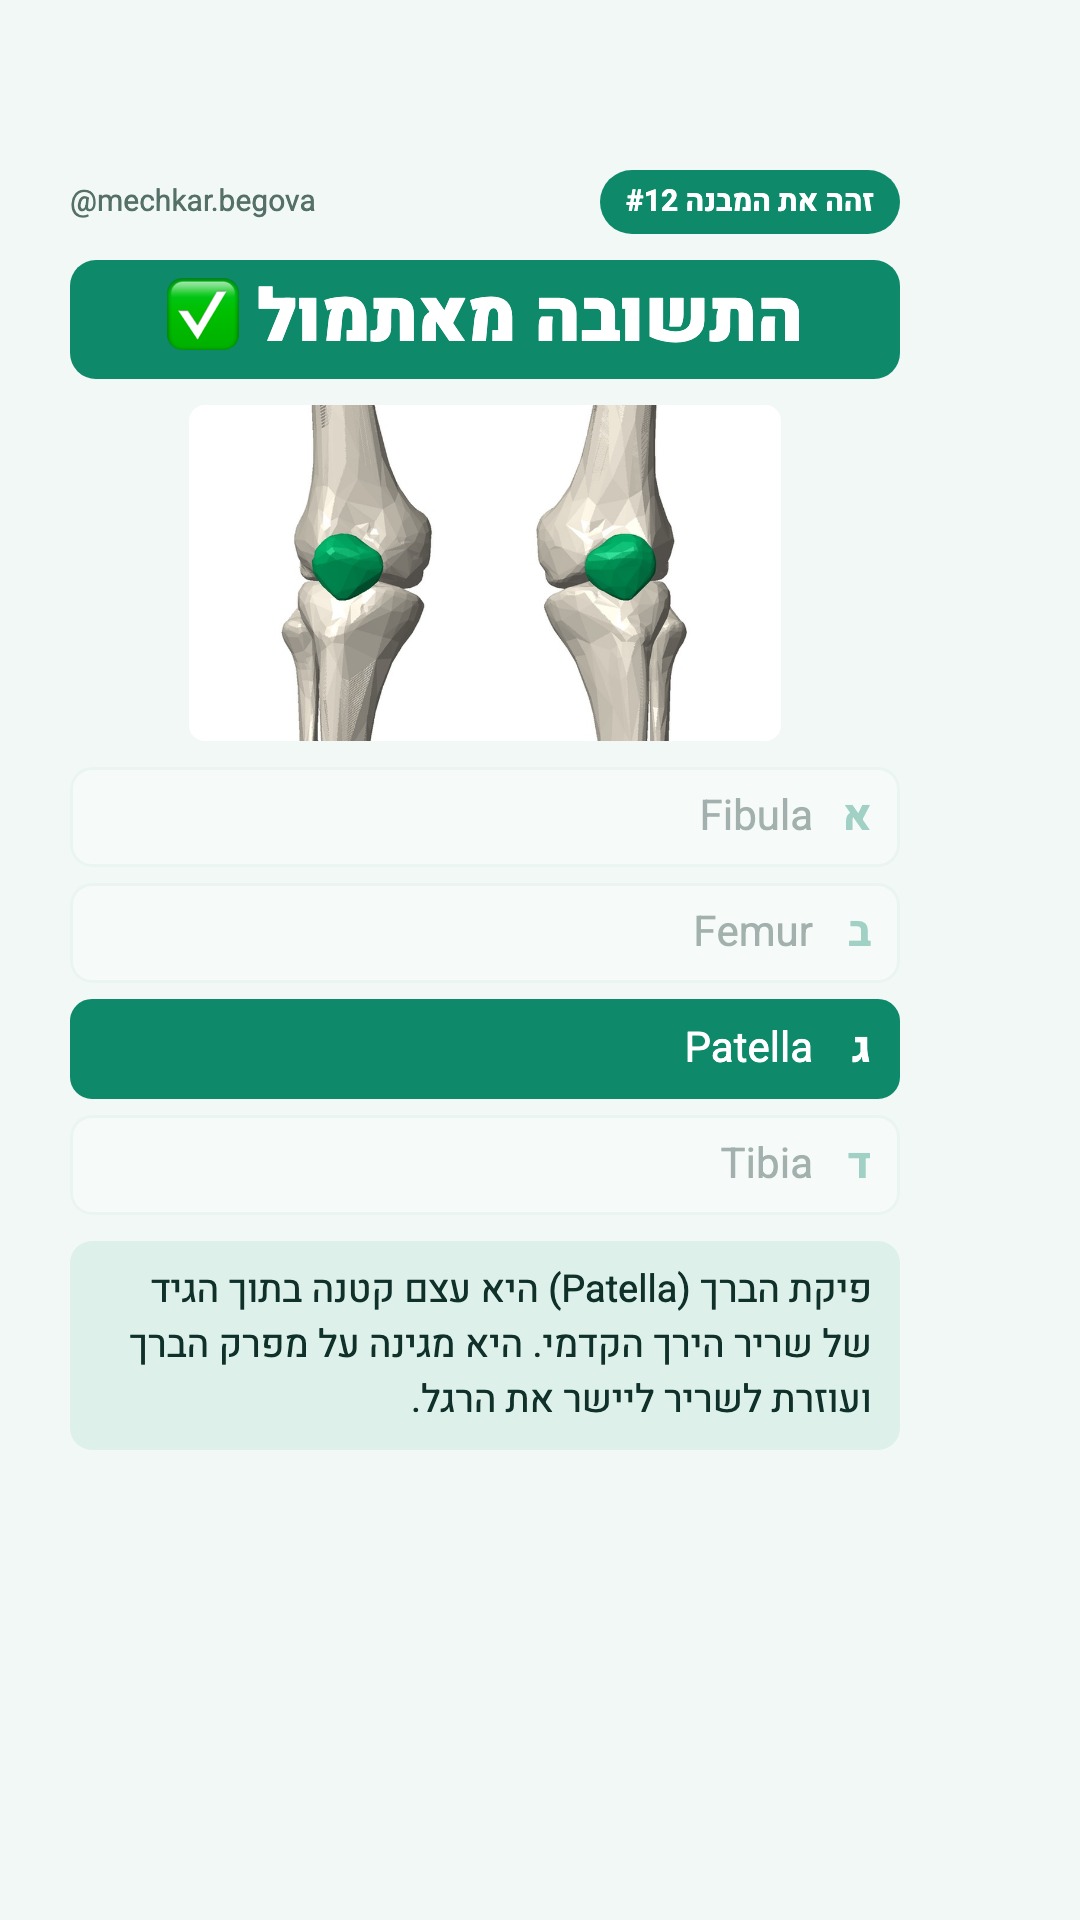 @mechkar.begova
זהה את המבנה #12
התשובה מאתמול ✅
א Fibula
ב Femur
ג Patella
ד Tibia
פיקת הברך (Patella) היא עצם קטנה בתוך הגיד
של שריר הירך הקדמי. היא מגינה על מפרק הברך
ועוזרת לשריר ליישר את הרגל.